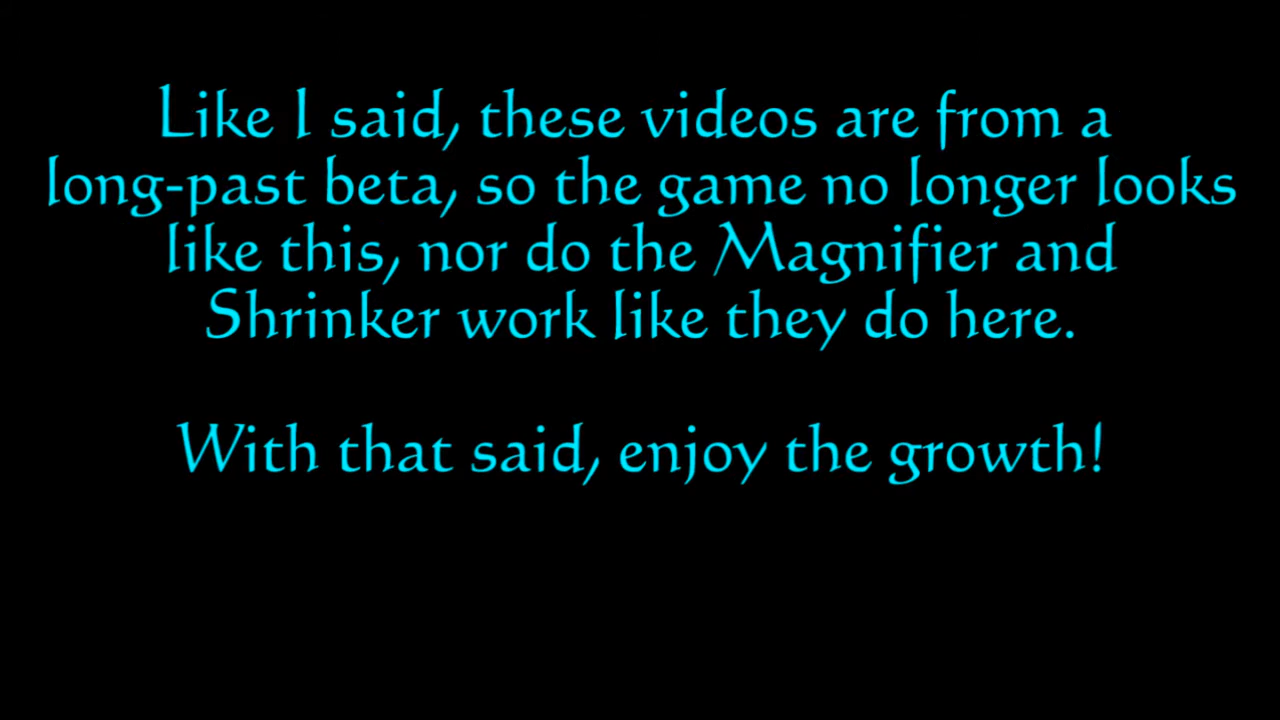 Like I said, these videos are from a
long-past beta, so the game no longer looks
like this, nor do the Magnifier and
Shrinker work like they do here.
With that said, enjoy the growth!